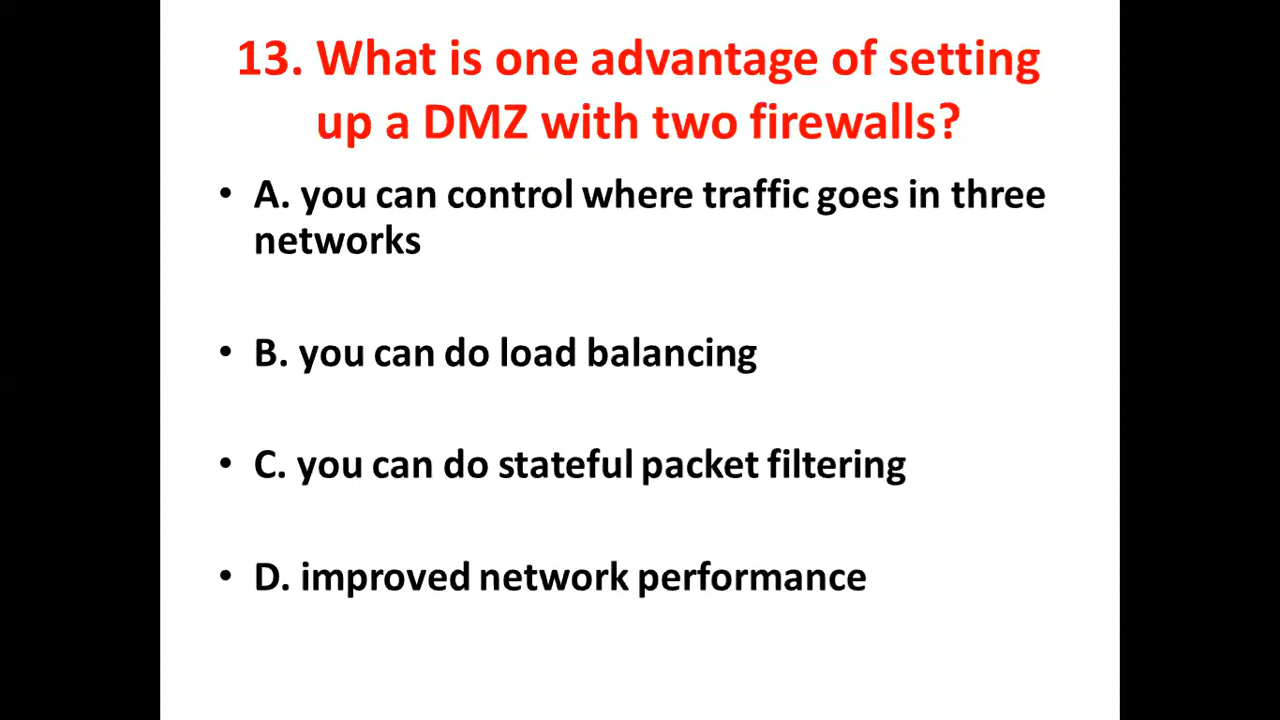 13. What is one advantage of setting
up a DMZ with two firewalls?
• A. you can control where traffic goes in three
networks
• B. you can do load balancing
• C. you can do stateful packet filtering
• D. improved network performance